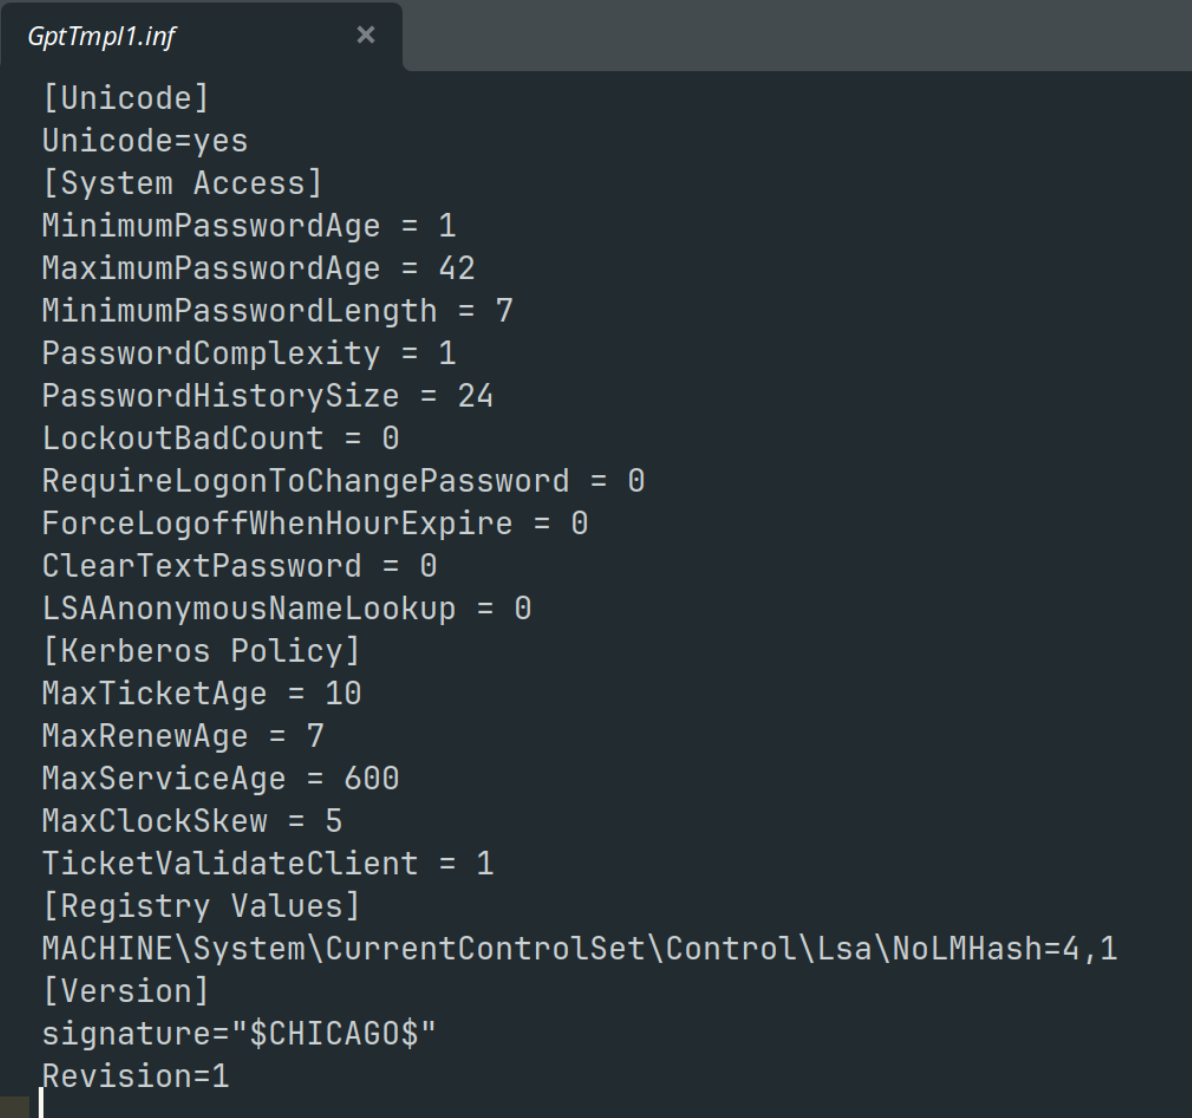 GptTmpl1.inf ×
[Unicode]
Unicode=yes
[System Access]
MinimumPasswordAge = 1
MaximumPasswordAge = 42
MinimumPasswordLength = 7
PasswordComplexity = 1
PasswordHistorySize = 24
LockoutBadCount = 0
RequireLogonToChangePassword = 0
ForceLogoffWhenHourExpire = 0
ClearTextPassword = 0
LSAAnonymousNameLookup = 0
[Kerberos Policy]
MaxTicketAge = 10
MaxRenewAge = 7
MaxServiceAge = 600
MaxClockSkew = 5
TicketValidateClient = 1
[Registry Values]
MACHINE\System\CurrentControlSet\Control\Lsa\NoLMHash=4,1
[Version]
signature="$CHICAGO$"
Revision=1